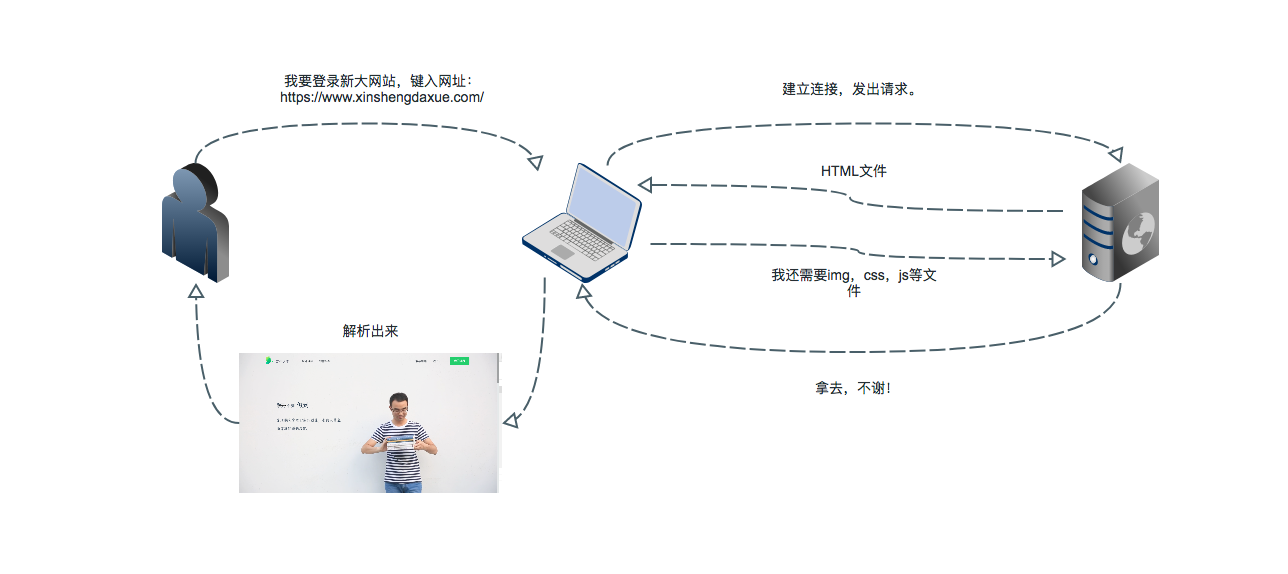 我要登录新大网站，键入网址：
https://www.xinshengdaxue.com/
建立连接，发出请求。
HTML文件
我还需要img，css，js等文
件
解析出来
拿去，不谢！